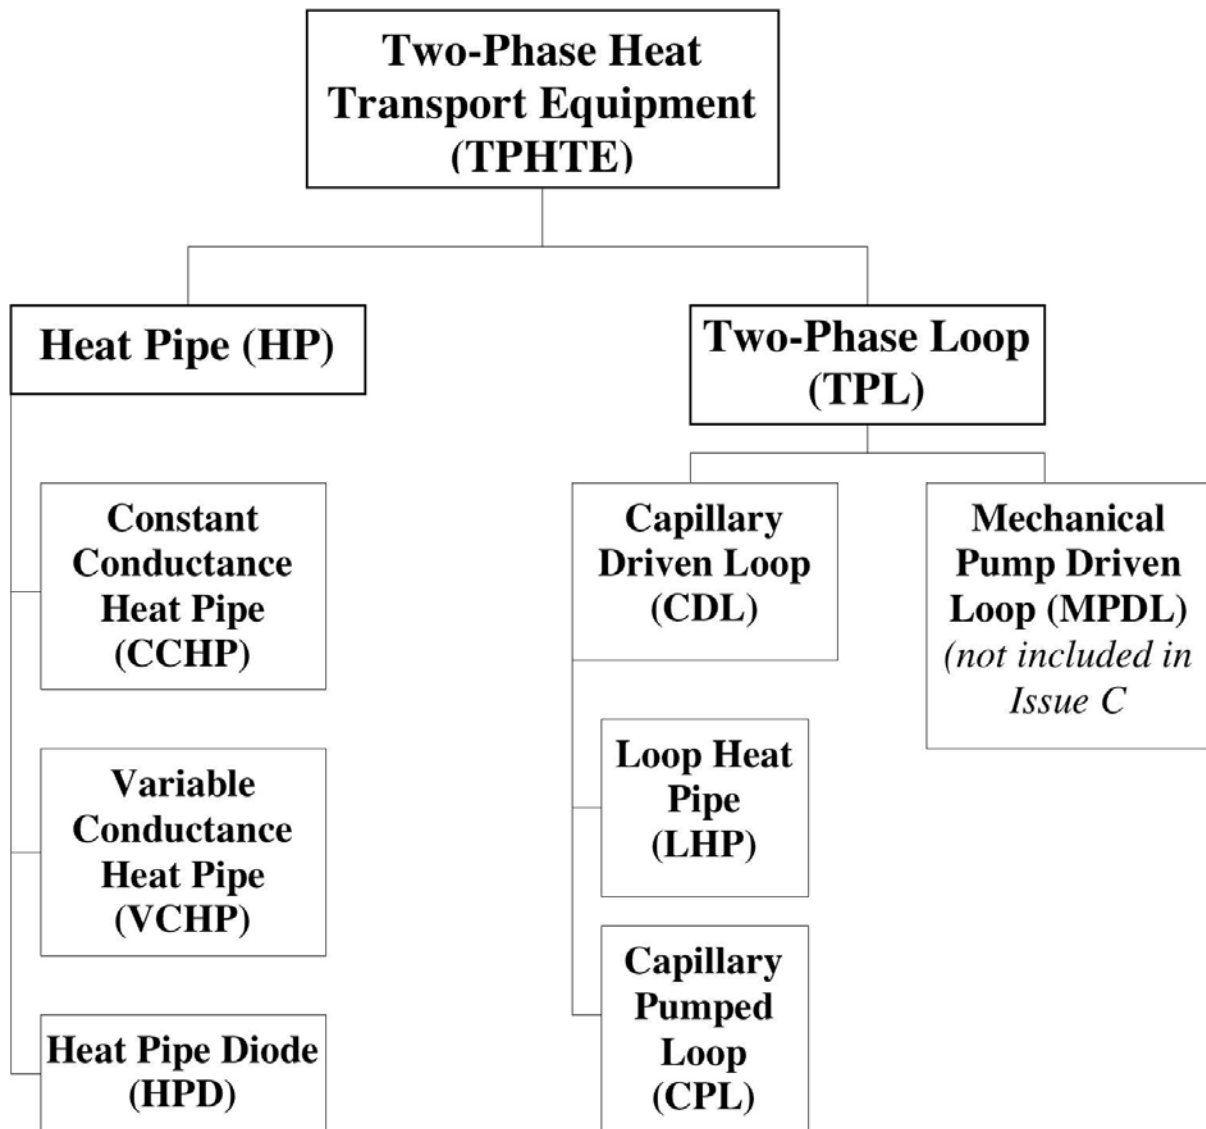 Two-Phase Heat
Transport Equipment
(TPHTE)
Heat Pipe (HP)
Two-Phase Loop
(TPL)
Constant
Conductance
Heat Pipe
(CCHP)
Variable
Conductance
Heat Pipe
(VCHP)
Heat Pipe Diode
(HPD)
Capillary
Driven Loop
(CDL)
Loop Heat
Pipe
(LHP)
Capillary
Pumped
Loop
(CPL)
Mechanical
Pump Driven
Loop (MPDL)
(not included in
Issue C